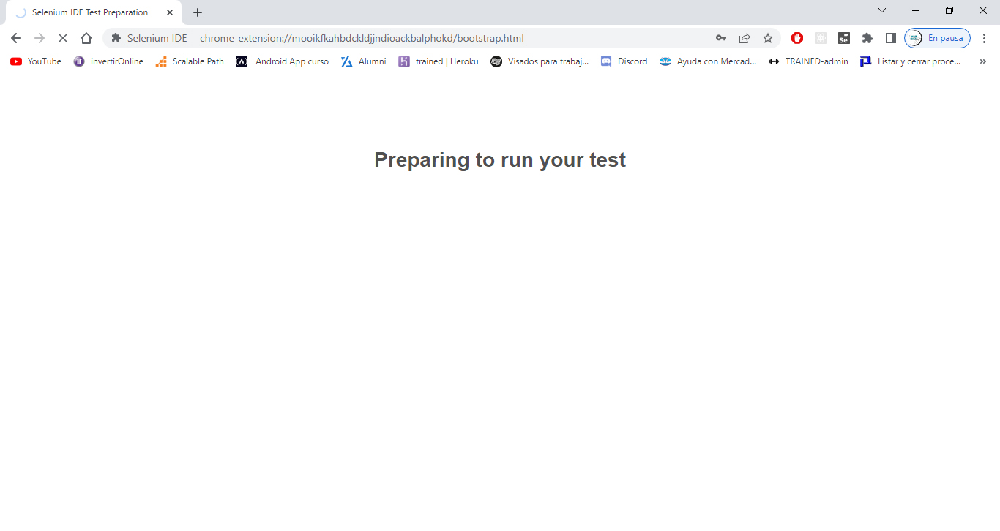 Selenium IDE Test Preparation
Selenium IDE chrome-extension://mooikfkahbdckldjjndioackbalphokd/bootstrap.html En pausa
YouTube invertirOnline Scalable Path Android App curso Alumni trained | Heroku Visados para trabaj... Discord Ayuda con Mercad... TRAINED-admin Listar y cerrar proce... »
Preparing to run your test